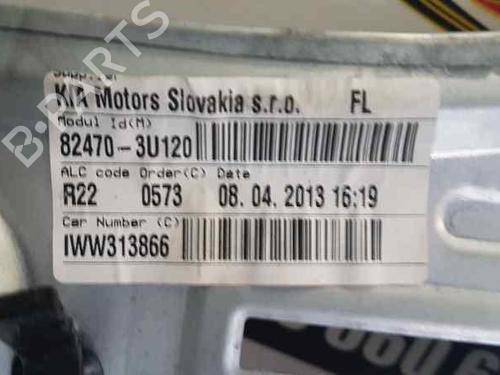 Supplier
KIA Motors Slovakia s.r.o. FL
Modul Id(M)
82470-3U120
ALC code Order(C) Date
R22 0573 08. 04. 2013 16:19
Car Number (C)
IWW313866
B-PARTS